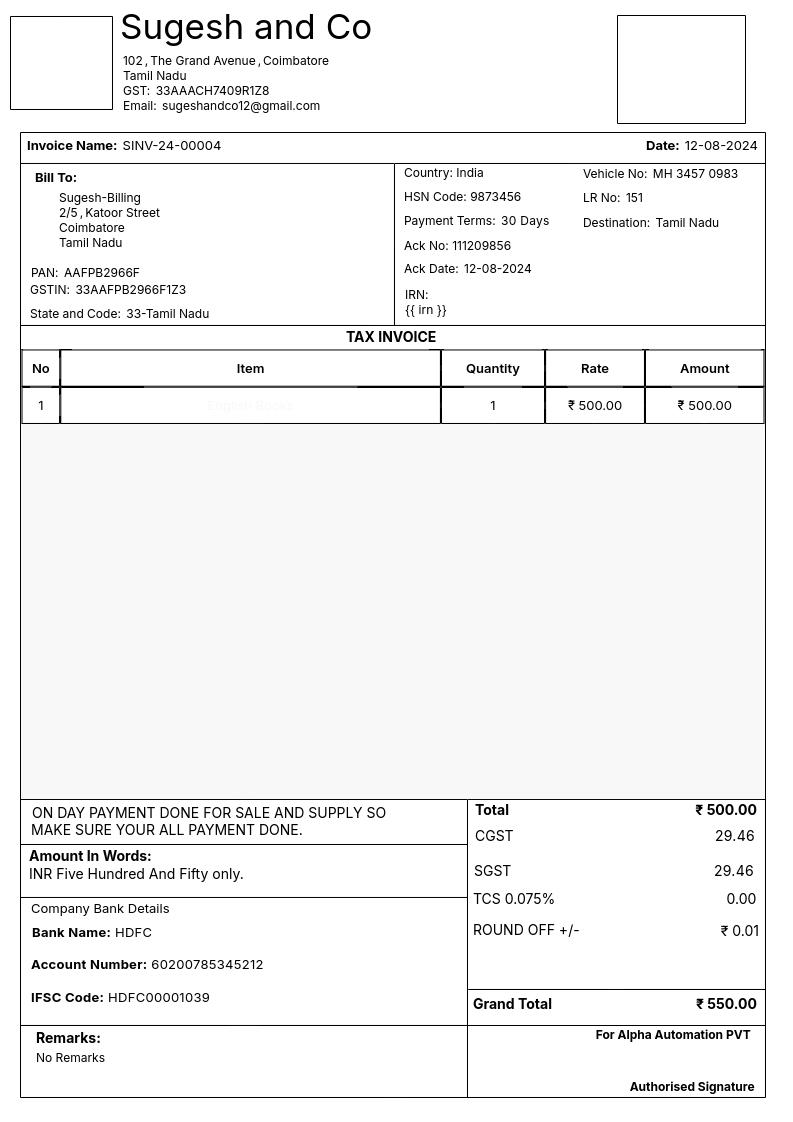 Sugesh and Co
102 , The Grand Avenue , Coimbatore
Tamil Nadu
GST: 33AAACH7409R1Z8
Email: sugeshandco12@gmail.com
Invoice Name: SINV-24-00004
Date: 12-08-2024
Bill To:
Sugesh-Billing
2/5 , Katoor Street
Coimbatore
Tamil Nadu
PAN: AAFPB2966F
GSTIN: 33AAFPB2966F1Z3
State and Code: 33-Tamil Nadu
Country: India
HSN Code: 9873456
Payment Terms: 30 Days
Ack No: 111209856
Ack Date: 12-08-2024
IRN:
{{ irn }}
Vehicle No: MH 3457 0983
LR No: 151
Destination: Tamil Nadu
TAX INVOICE
No Item Quantity Rate Amount
1 English Books 1 ₹ 500.00 ₹ 500.00
ON DAY PAYMENT DONE FOR SALE AND SUPPLY SO
MAKE SURE YOUR ALL PAYMENT DONE.
Amount In Words:
INR Five Hundred And Fifty only.
Company Bank Details
Bank Name: HDFC
Account Number: 60200785345212
IFSC Code: HDFC00001039
Total ₹ 500.00
CGST 29.46
SGST 29.46
TCS 0.075% 0.00
ROUND OFF +/- ₹ 0.01
Grand Total ₹ 550.00
Remarks:
No Remarks
For Alpha Automation PVT
Authorised Signature